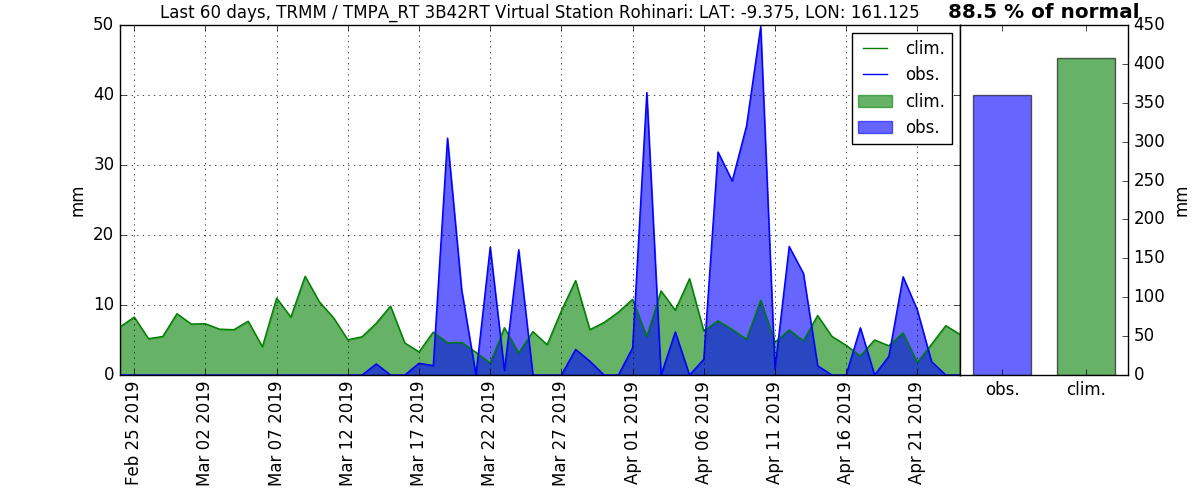 Last 60 days, TRMM / TMPA_RT 3B42RT Virtual Station Rohinari: LAT: -9.375, LON: 161.125
88.5 % of normal
50
40
30
20
10
0
mm
clim.
obs.
clim.
obs.
Feb 25 2019
Mar 02 2019
Mar 07 2019
Mar 12 2019
Mar 17 2019
Mar 22 2019
Mar 27 2019
Apr 01 2019
Apr 06 2019
Apr 11 2019
Apr 16 2019
Apr 21 2019
450
400
350
300
250
200
150
100
50
0
mm
obs.
clim.